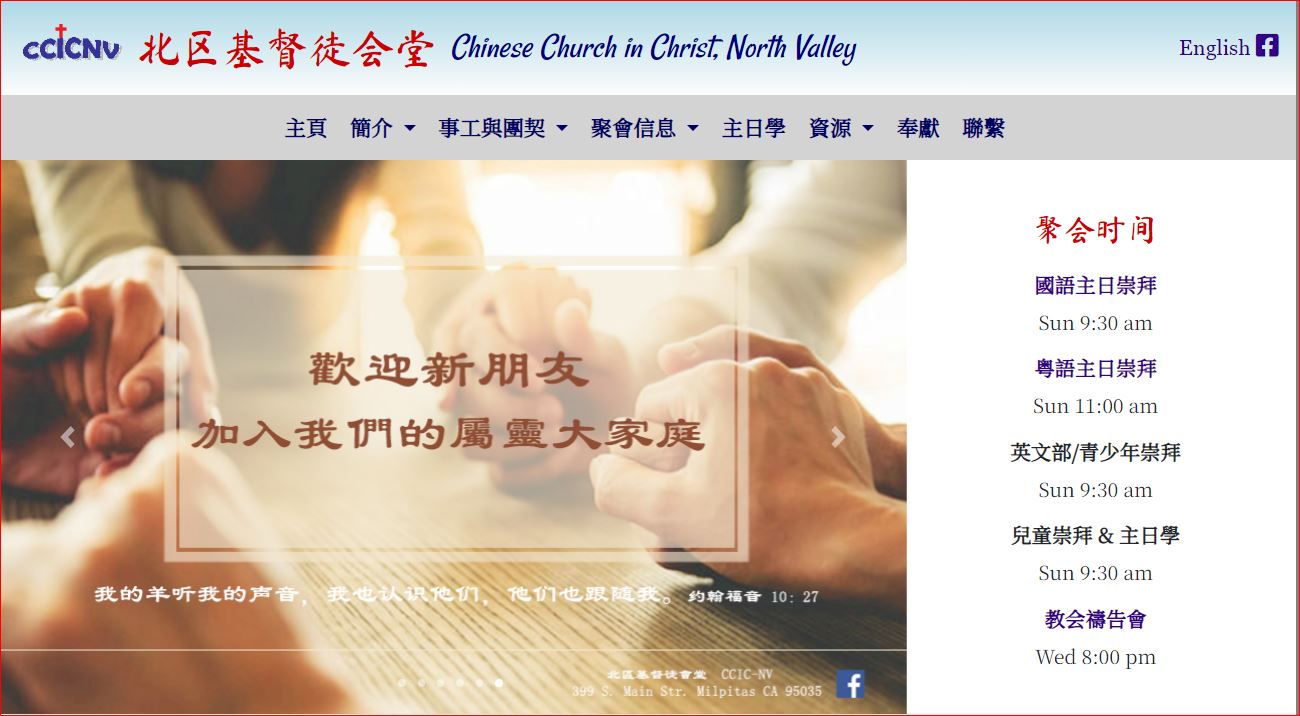 CCICNV 北区基督徒会堂 Chinese Church in Christ, North Valley English
主頁 簡介 事工與團契 聚會信息 主日學 資源 奉獻 聯繫
歡迎新朋友
加入我們的屬靈大家庭
我的羊听我的声音，我也认识他们，他们也跟随我。约翰福音 10：27
北區基督徒會堂 CCIC-NV
399 S. Main Str. Milpitas CA 95035
聚会时间
國語主日崇拜
Sun 9:30 am
粵語主日崇拜
Sun 11:00 am
英文部/青少年崇拜
Sun 9:30 am
兒童崇拜 & 主日學
Sun 9:30 am
教会禱告會
Wed 8:00 pm